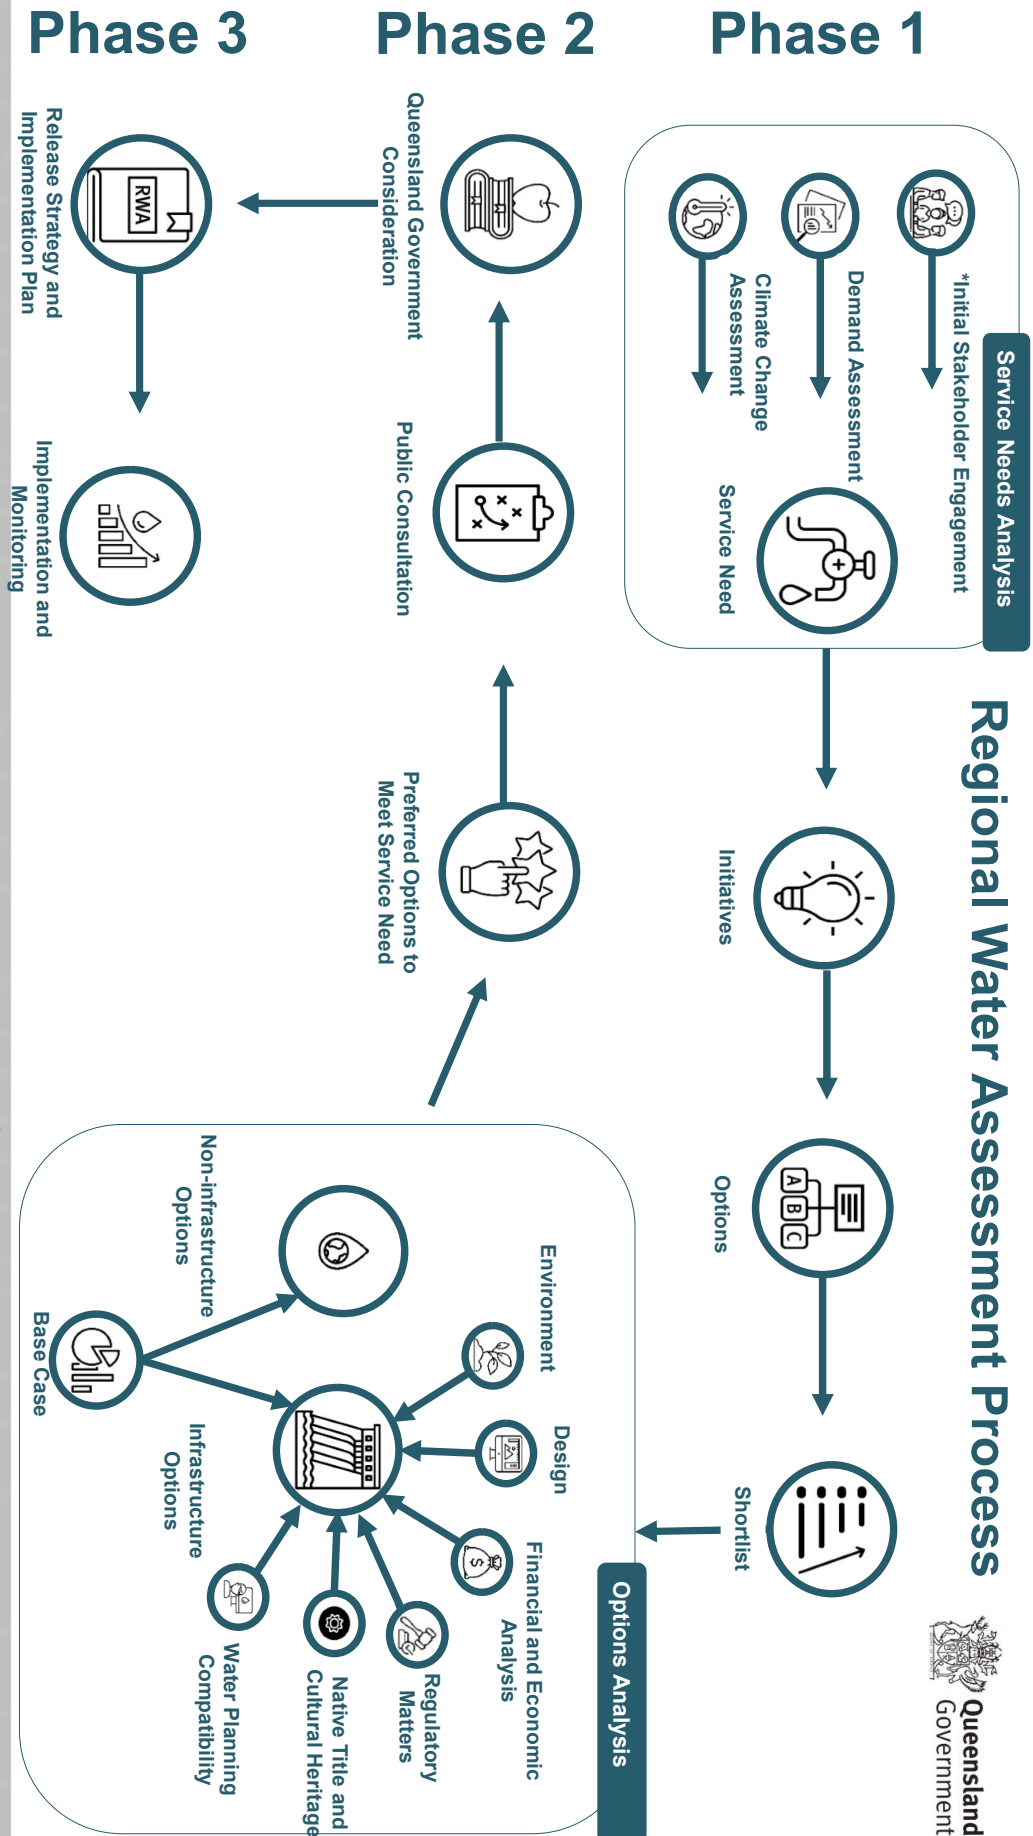 Regional Water Assessment Process
Queensland
Government
Phase 1
Service Needs Analysis
*Initial Stakeholder Engagement
Demand Assessment
Climate Change
Assessment
Service Need
Initiatives
Options
A
B
C
Shortlist
Phase 2
Options Analysis
Environment
Design
Financial and Economic
Analysis
$
Regulatory
Matters
Native Title and
Cultural Heritage
Water Planning
Compatibility
Infrastructure
Options
Non-infrastructure
Options
Base Case
Preferred Options to
Meet Service Need
Public Consultation
Queensland Government
Consideration
Phase 3
RWA
Release Strategy and
Implementation Plan
Implementation and
Monitoring